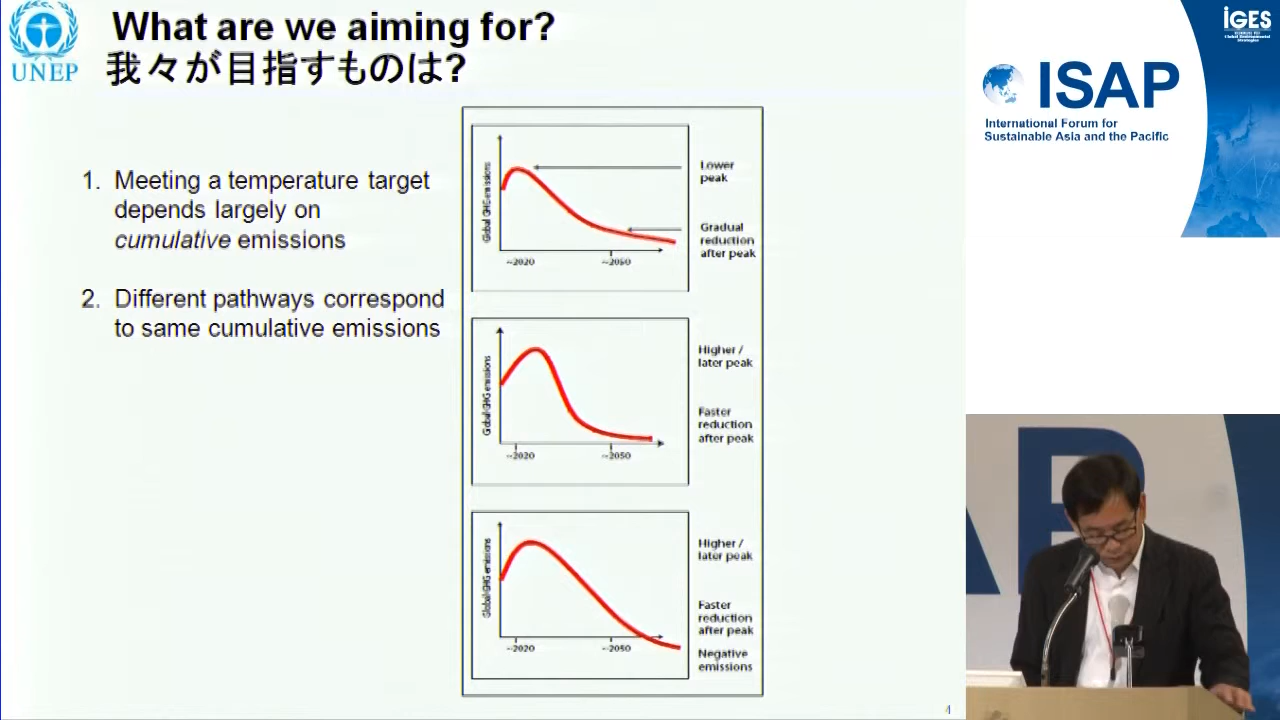 UNEP
What are we aiming for?
我々が目指すものは?
1. Meeting a temperature target
depends largely on
cumulative emissions
2. Different pathways correspond
to same cumulative emissions
Global GHG emissions
Lower
peak
Gradual
reduction
after peak
~2020
~2050
Global GHG emissions
Higher /
later peak
Faster
reduction
after peak
~2020
~2050
Global GHG emissions
Higher /
later peak
Faster
reduction
after peak
Negative
emissions
~2020
~2050
4
IGES
ISAP
International Forum for
Sustainable Asia and the Pacific